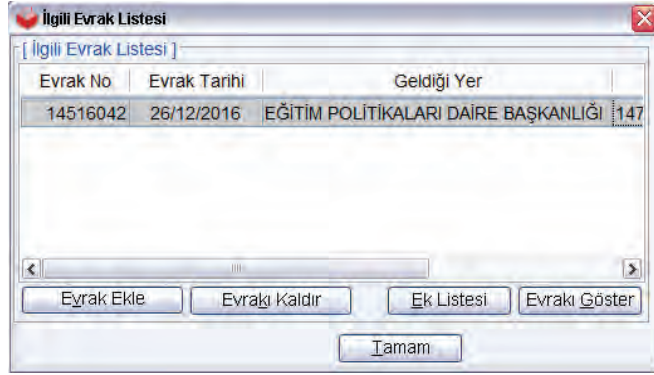 İlgili Evrak Listesi
[ İlgili Evrak Listesi ]
Evrak No Evrak Tarihi Geldiği Yer
14516042 26/12/2016 EĞİTİM POLİTİKALARI DAİRE BAŞKANLIĞI 147
Evrak Ekle Evrakı Kaldır Ek Listesi Evrakı Göster
Tamam